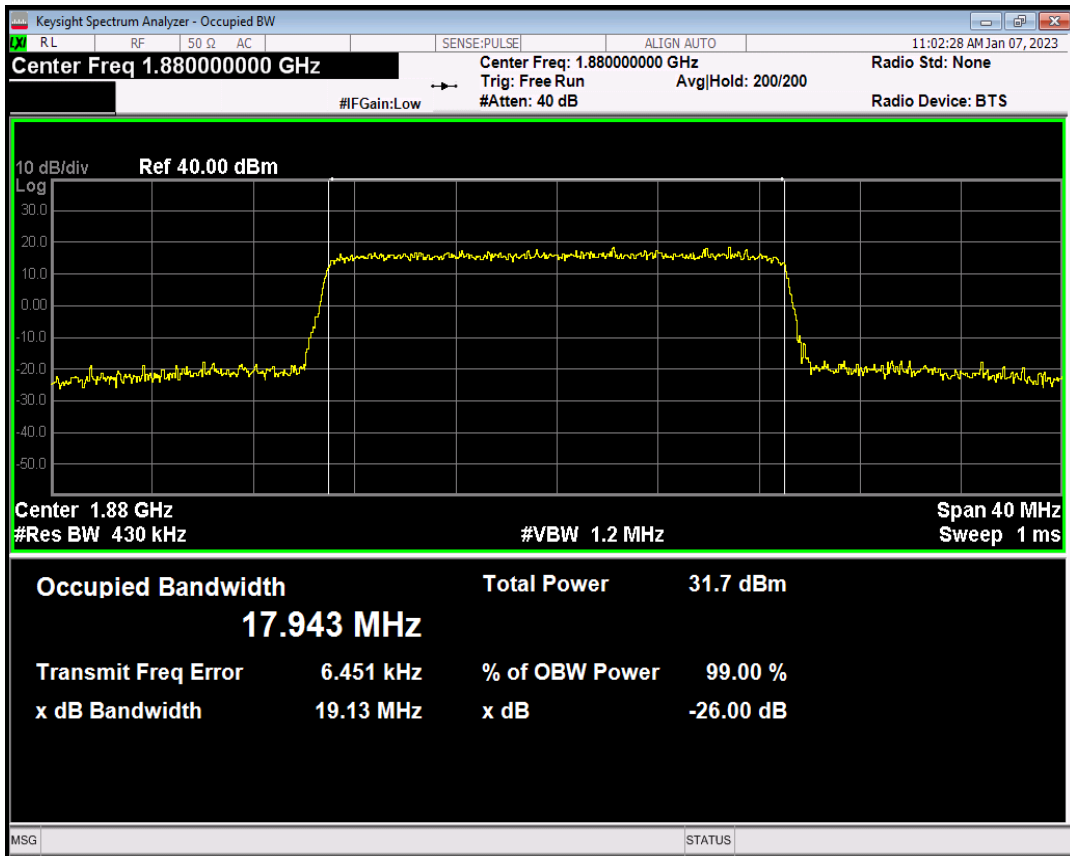 Keysight Spectrum Analyzer - Occupied BW
LXI RL RF 50 Ω AC SENSE:PULSE ALIGN AUTO 11:02:28 AM Jan 07, 2023
Center Freq 1.880000000 GHz Center Freq: 1.880000000 GHz Radio Std: None
Trig: Free Run Avg|Hold: 200/200
#IFGain:Low #Atten: 40 dB Radio Device: BTS
10 dB/div Ref 40.00 dBm
Log
30.0
20.0
10.0
0.00
-10.0
-20.0
-30.0
-40.0
-50.0
Center 1.88 GHz Span 40 MHz
#Res BW 430 kHz #VBW 1.2 MHz Sweep 1 ms
Occupied Bandwidth Total Power 31.7 dBm
17.943 MHz
Transmit Freq Error 6.451 kHz % of OBW Power 99.00 %
x dB Bandwidth 19.13 MHz x dB -26.00 dB
MSG STATUS